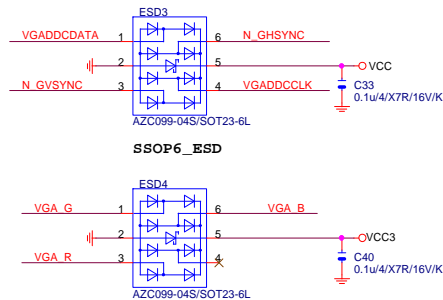 ESD3
VGADDCDATA 1 6 N_GHSYNC
2 5 VCC
N_GVSYNC 3 4 VGADDCCLK
C33
0.1u/4/X7R/16V/K
AZC099-04S/SOT23-6L
SSOP6_ESD
ESD4
VGA_G 1 6 VGA_B
2 5 VCC3
VGA_R 3 4
C40
0.1u/4/X7R/16V/K
AZC099-04S/SOT23-6L